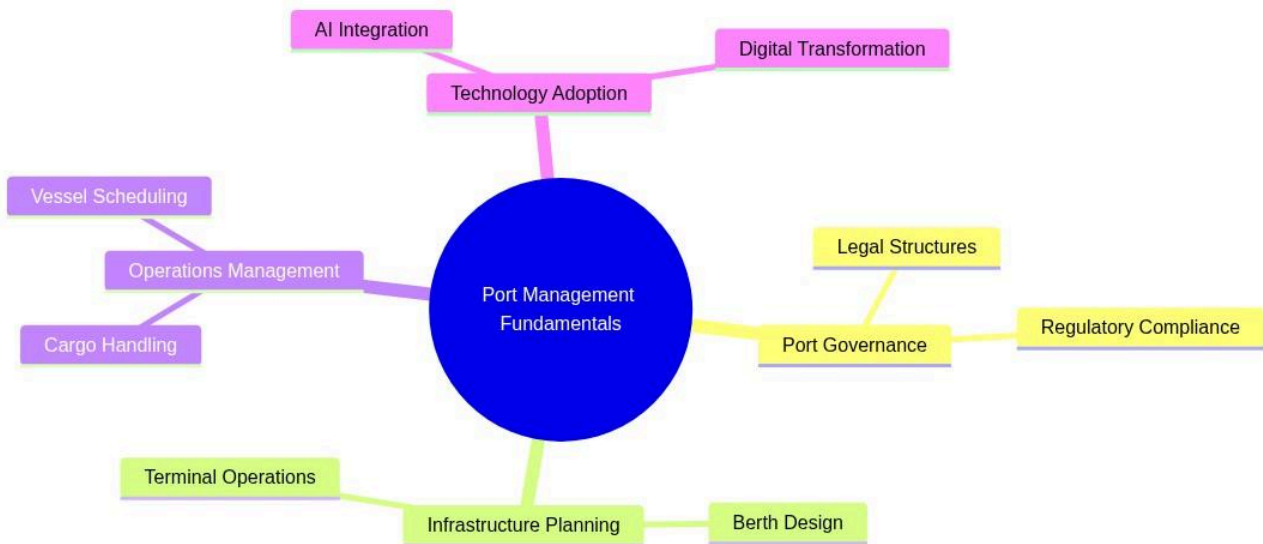 AI Integration
Digital Transformation
Technology Adoption
Vessel Scheduling
Operations Management
Cargo Handling
Port Management
Fundamentals
Legal Structures
Regulatory Compliance
Port Governance
Terminal Operations
Infrastructure Planning
Berth Design